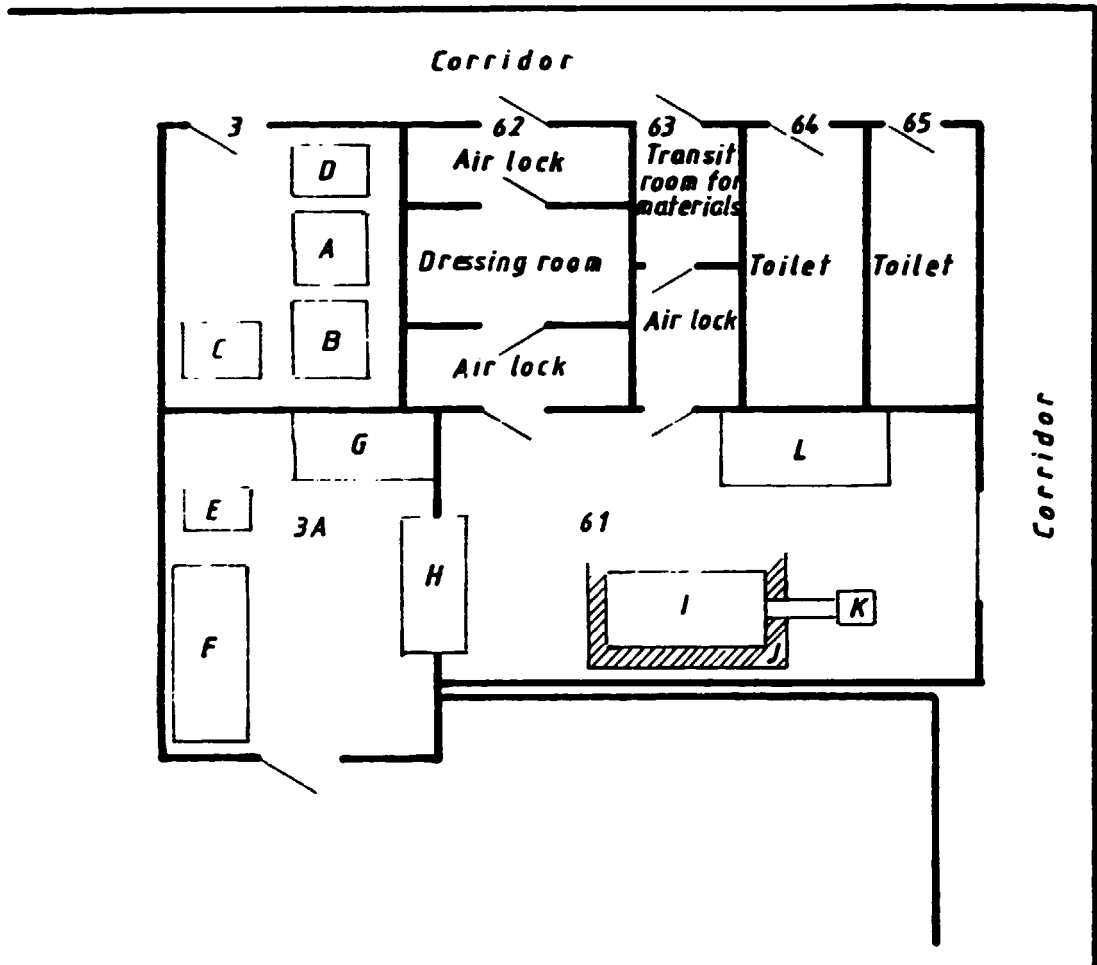 Corridor
3
62
63
64
65
Air lock
Transit
room for
materials
D
A
Dressing room
Toilet
Toilet
Air lock
C
B
Air lock
G
L
Corridor
E
3A
61
H
I
K
F
J